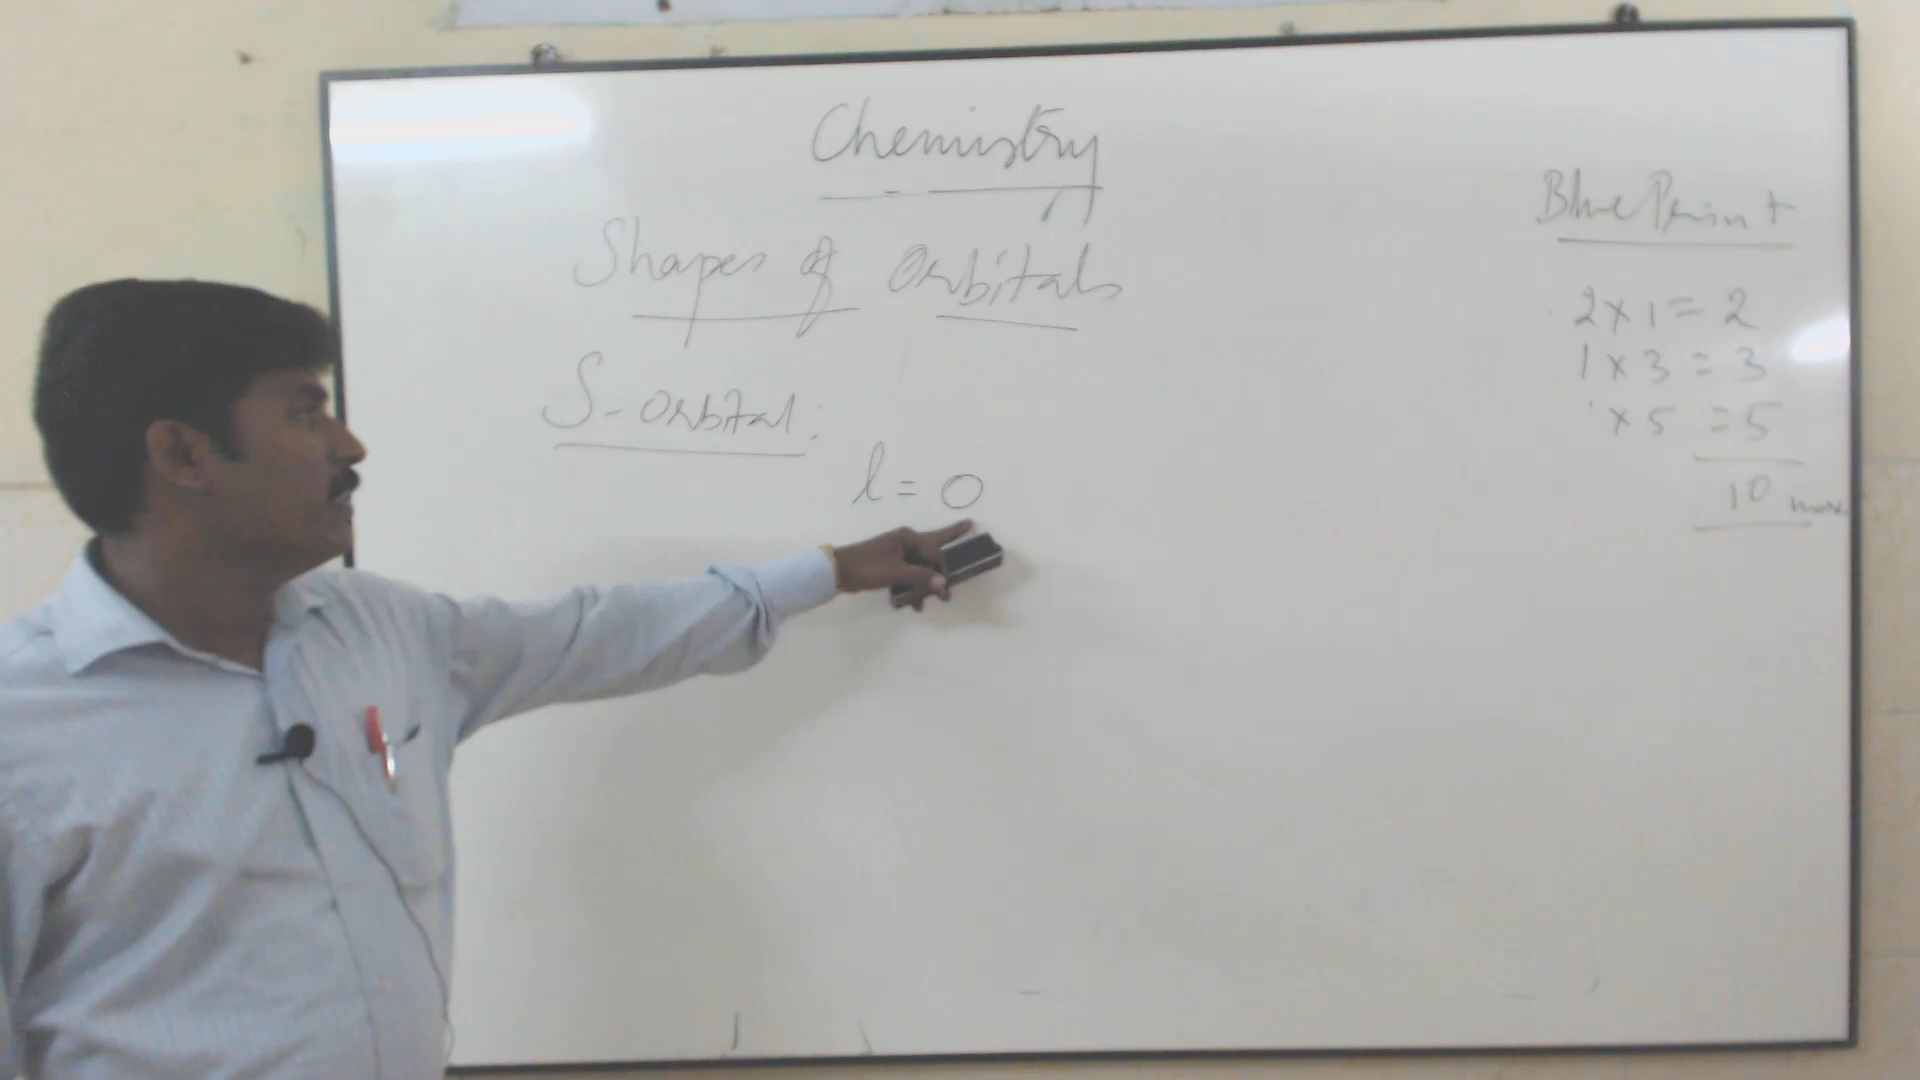 Chemistry
Shapes of Orbitals
S- Orbital:
l = 0
Blue Print
2 x 1 = 2
1 x 3 = 3
x 5 = 5
10